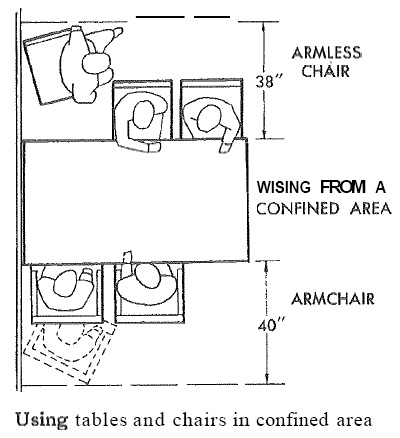 ARMLESS
CHAIR
38"
WISING FROM A
CONFINED AREA
ARMCHAIR
40"
Using tables and chairs in confined area